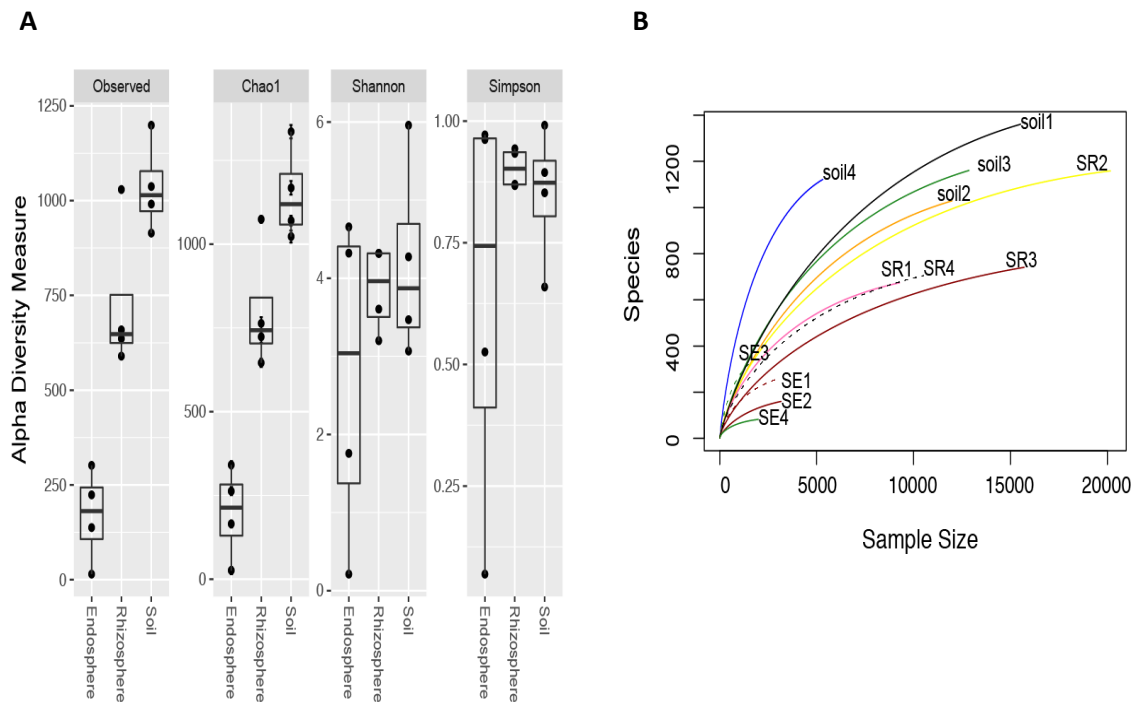 A
B
Observed
Chao1
Shannon
Simpson
Alpha Diversity Measure
1250
1000
750
500
250
0
1000
500
0
6
4
2
0
1.00
0.75
0.50
0.25
Endosphere
Rhizosphere
Soil
Endosphere
Rhizosphere
Soil
Endosphere
Rhizosphere
Soil
Endosphere
Rhizosphere
Soil
Species
1200
800
400
0
soil1
soil3
SR2
soil4
soil2
SR1
SR4
SR3
SE3
SE1
SE2
SE4
0
5000
10000
15000
20000
Sample Size